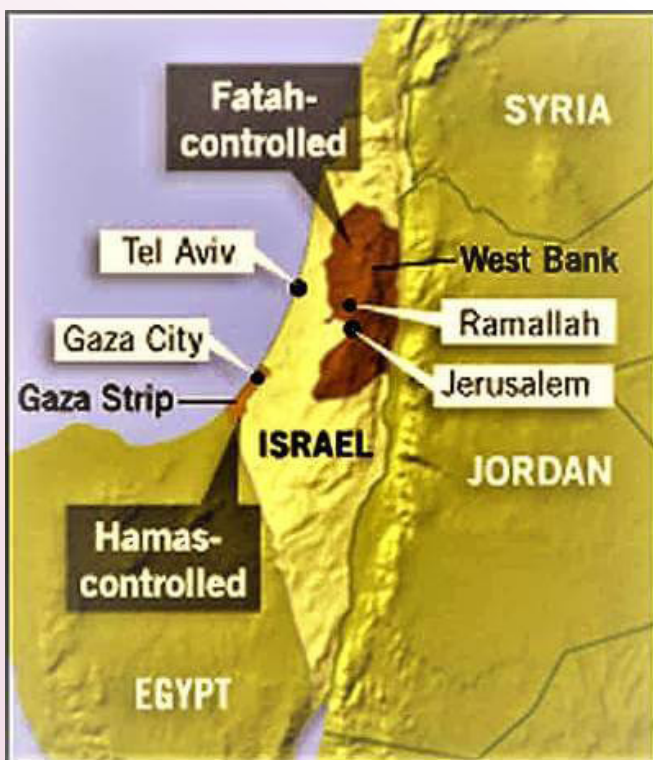 Fatah-
controlled
SYRIA
Tel Aviv
West Bank
Ramallah
Gaza City
Jerusalem
Gaza Strip
ISRAEL
JORDAN
Hamas-
controlled
EGYPT